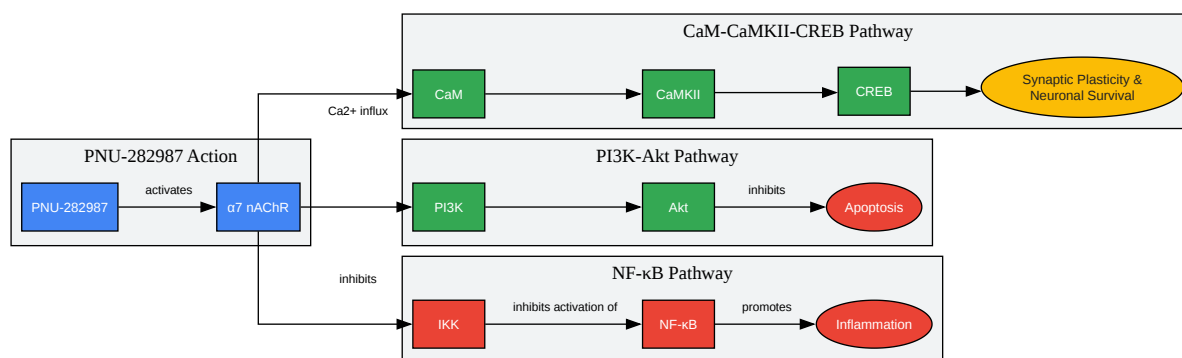 CaM-CaMKII-CREB Pathway
CaM
CaMKII
CREB
Synaptic Plasticity &
Neuronal Survival
Ca2+ influx
PNU-282987 Action
PNU-282987
activates
α7 nAChR
PI3K-Akt Pathway
PI3K
Akt
inhibits
Apoptosis
inhibits
NF-κB Pathway
IKK
inhibits activation of
NF-κB
promotes
Inflammation